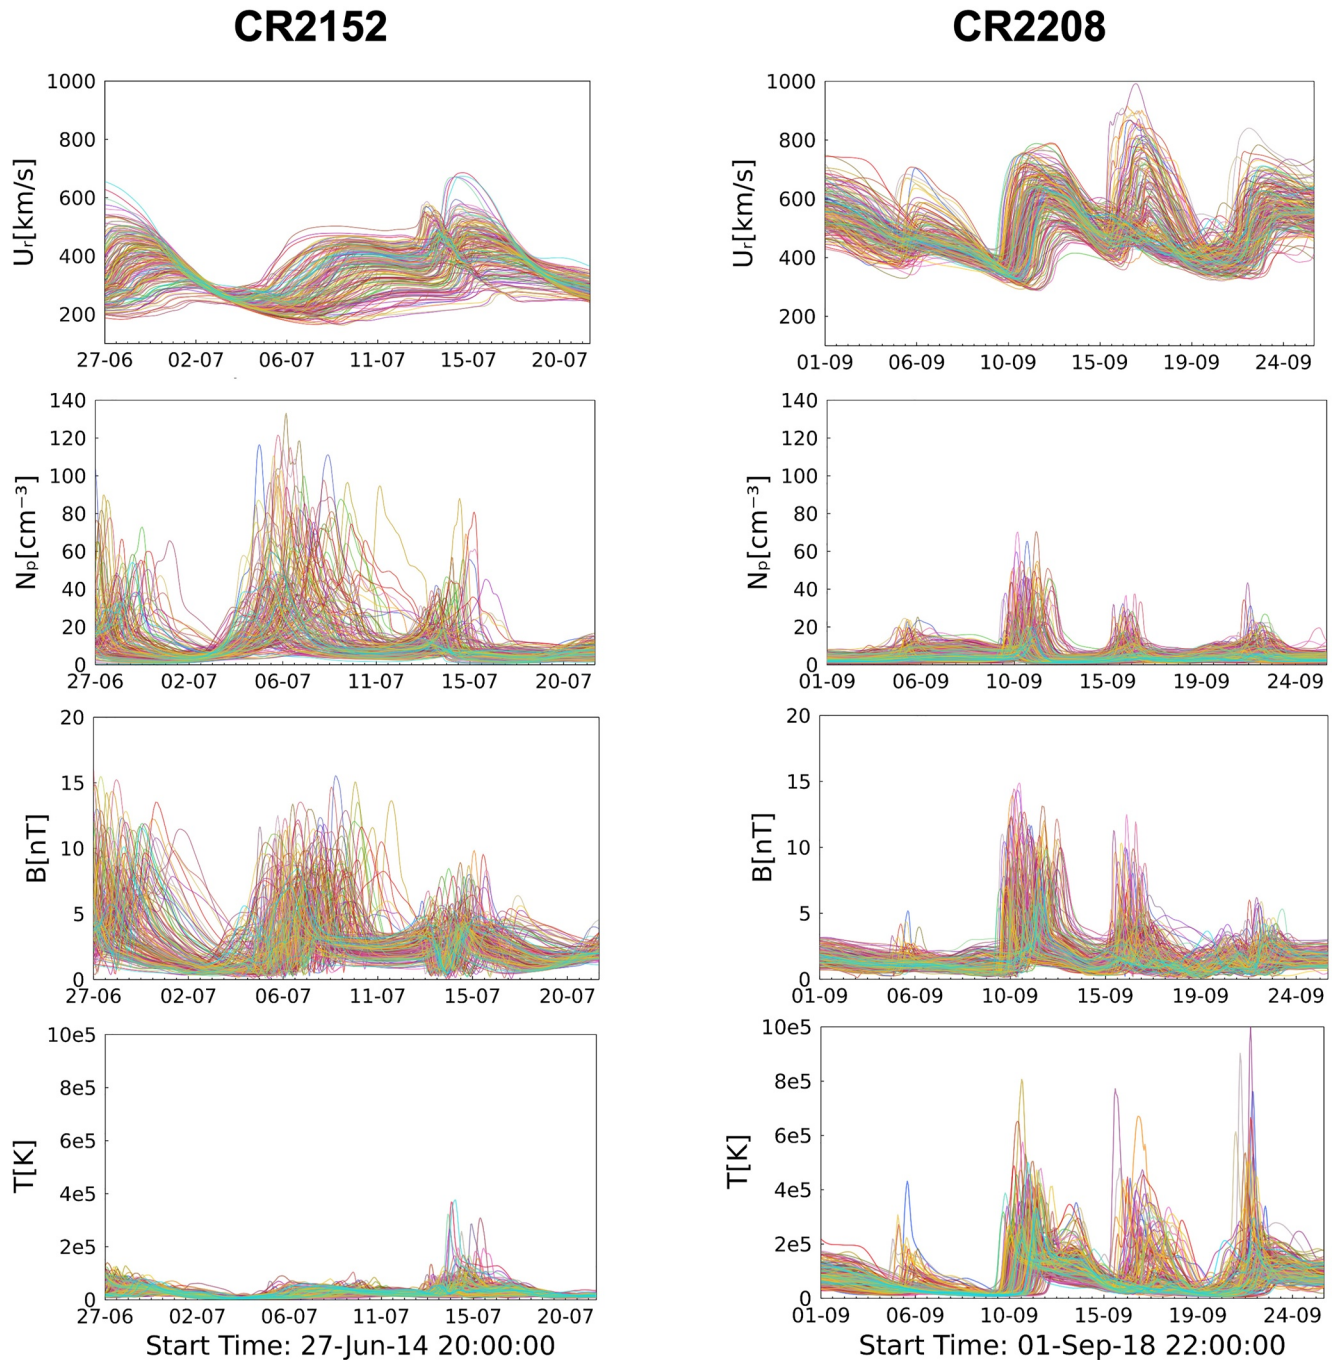 CR2152
CR2208
Uᵣ[km/s]
1000
800
600
400
200
27-06 02-07 06-07 11-07 15-07 20-07
Uᵣ[km/s]
1000
800
600
400
200
01-09 06-09 10-09 15-09 19-09 24-09
Nₚ[cm⁻³]
140
120
100
80
60
40
20
0
27-06 02-07 06-07 11-07 15-07 20-07
Nₚ[cm⁻³]
140
120
100
80
60
40
20
0
01-09 06-09 10-09 15-09 19-09 24-09
B[nT]
20
15
10
5
0
27-06 02-07 06-07 11-07 15-07 20-07
B[nT]
20
15
10
5
0
01-09 06-09 10-09 15-09 19-09 24-09
T[K]
10e5
8e5
6e5
4e5
2e5
0
27-06 02-07 06-07 11-07 15-07 20-07
Start Time: 27-Jun-14 20:00:00
T[K]
10e5
8e5
6e5
4e5
2e5
0
01-09 06-09 10-09 15-09 19-09 24-09
Start Time: 01-Sep-18 22:00:00